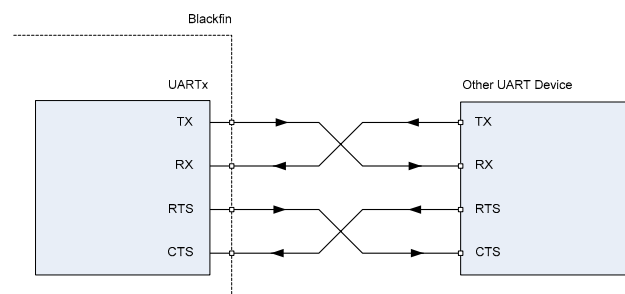 Blackfin
UARTx
Other UART Device
TX
TX
RX
RX
RTS
RTS
CTS
CTS